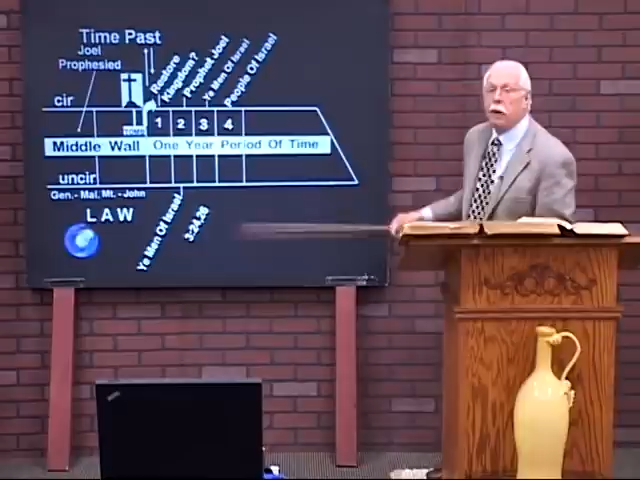 Time Past
Joel
Prophesied
Restore
Kingdom?
Prophet Joel
Ye Men Of Israel
People Of Israel
cir
1 2 3 4
Middle Wall One Year Period Of Time
uncir
Gen.- Mal, Mt. - John
LAW
Ye Men Of Israel
3:24,26